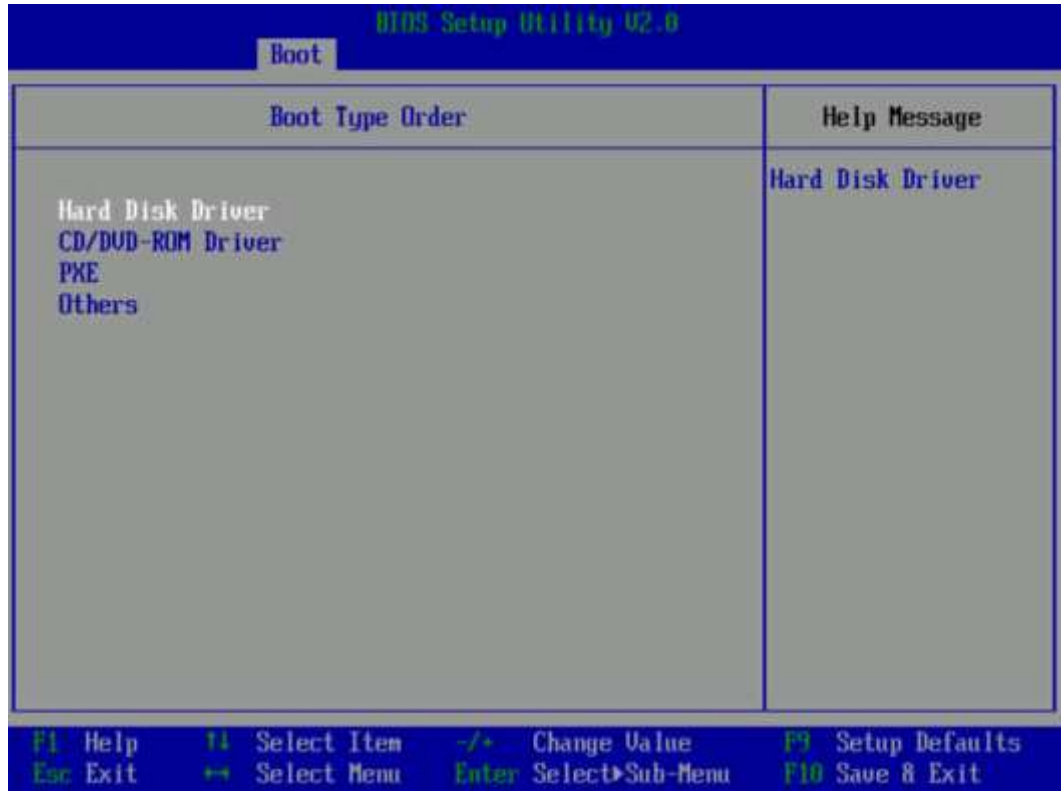 BIOS Setup Utility V2.0
Boot
Boot Type Order
Help Message
Hard Disk Driver
Hard Disk Driver
CD/DVD-ROM Driver
PXE
Others
F1 Help ↑↓ Select Item -/+ Change Value F9 Setup Defaults
Esc Exit ↔ Select Menu Enter Select▶Sub-Menu F10 Save & Exit